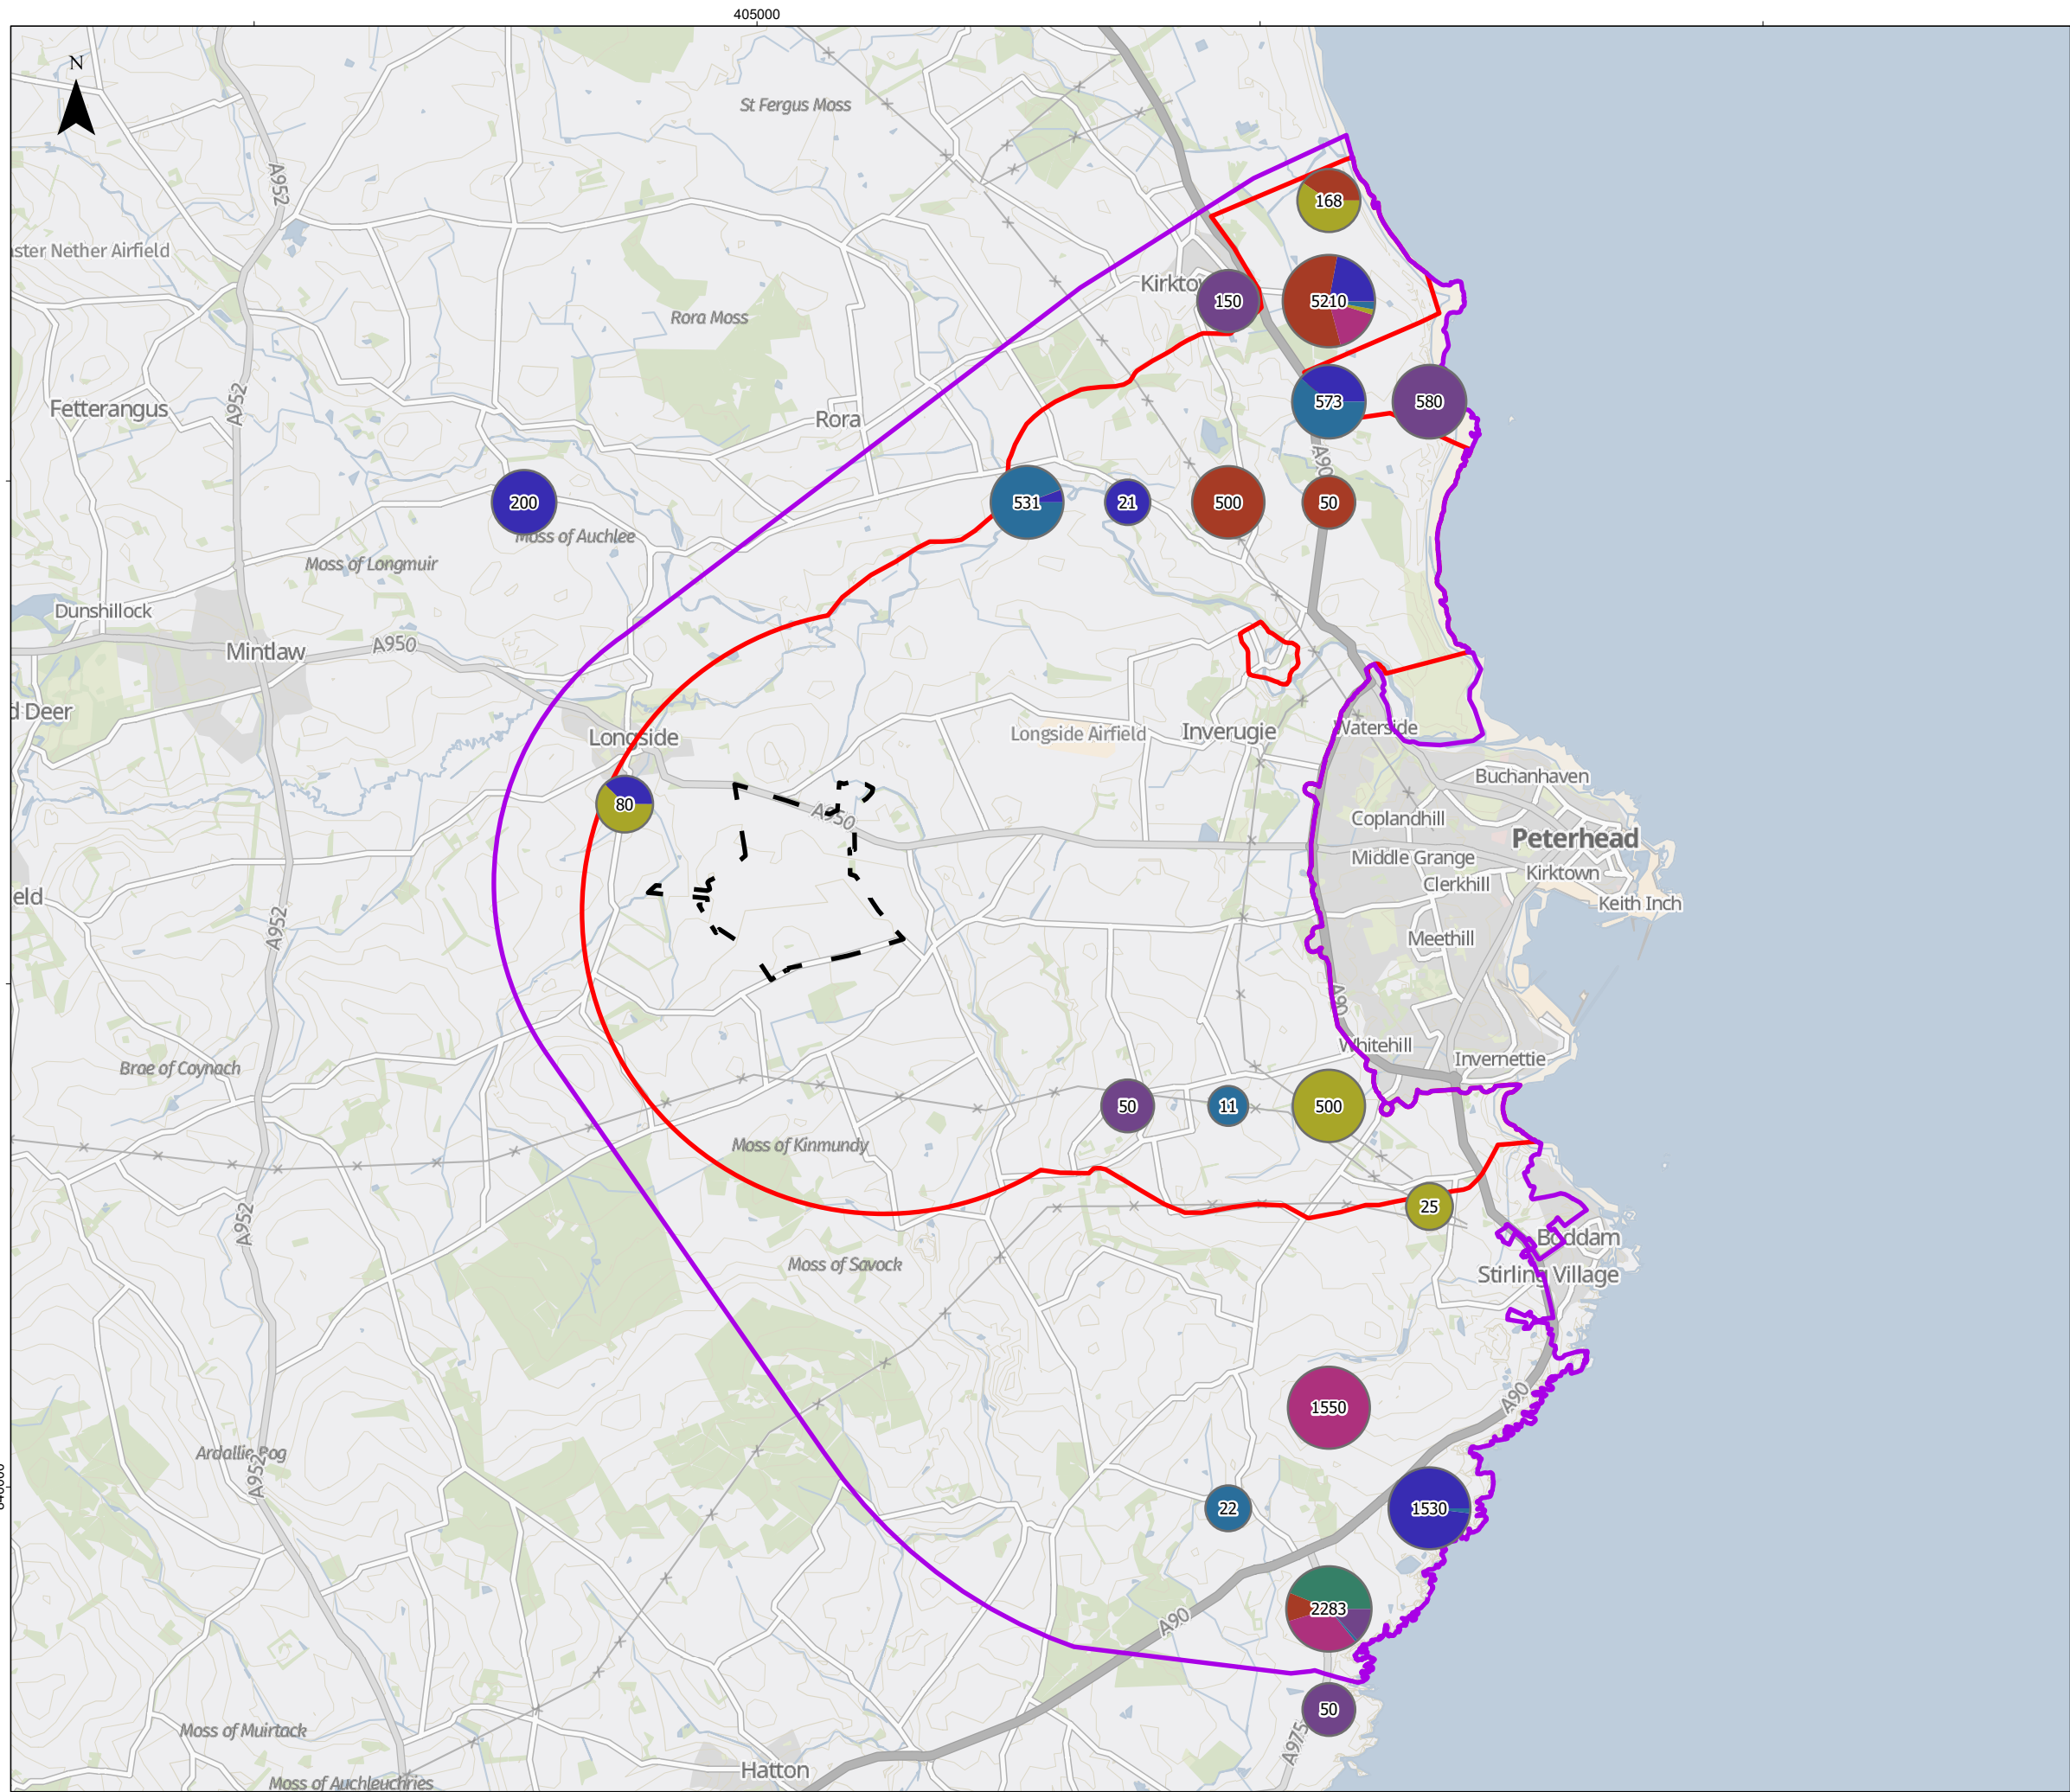 405000
N
St Fergus Moss
A952
168
aster Nether Airfield
Kirktow
150
5210
Rora Moss
Fetterangus
A952
Rora
573
580
A90
200
531
21
500
50
Moss of Auchlee
Moss of Longmuir
Dunshillock
Mintlaw
A950
d Deer
Longside
Longside Airfield
Inverugie
Waterside
Buchanhaven
80
A950
Coplandhill
Peterhead
Middle Grange
Kirktown
Clerkhill
eld
Keith Inch
A952
Meethill
A90
Whitehill
Invernettie
Brae of Coynach
50
11
500
Moss of Kinmundy
A952
25
Boddam
Moss of Savock
Stirling Village
1550
A90
Ardallie Bog
A952
22
1530
2283
A90
50
Moss of Muirtack
A975
Hatton
Moss of Auchleuchries